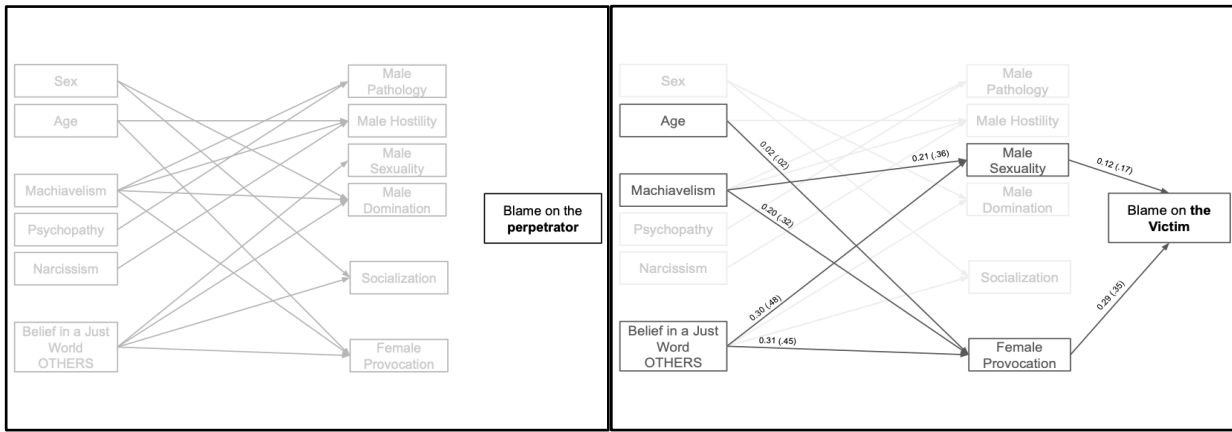 Sex
Male
Pathology
Age
Male Hostility
Male
Sexuality
Machiavelism
Male
Domination
Psychopathy
Blame on the
perpetrator
Narcissism
Socialization
Belief in a Just
Word
OTHERS
Female
Provocation
Sex
Male
Pathology
Age
Male Hostility
0.02 (.02)
0.21 (.36)
Male
Sexuality
0.12 (.17)
Machiavelism
0.20 (.32)
Male
Domination
Blame on the
Victim
Psychopathy
Narcissism
Socialization
0.30 (.48)
0.29 (.35)
Belief in a Just
Word
OTHERS
0.31 (.45)
Female
Provocation